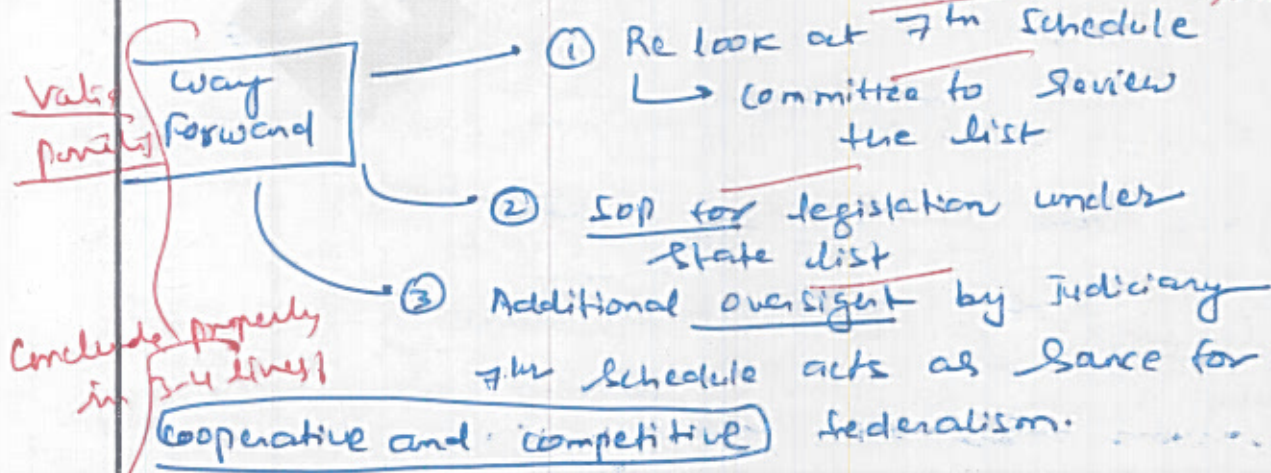 ① Re look at 7th schedule
Valid points
way forward
↳ committee to review
the list
② SOP for legislation under
state list
③ Additional oversight by Judiciary
Conclude properly
in 3-4 lines
7th Schedule acts as for
cooperative and competitive federalism.